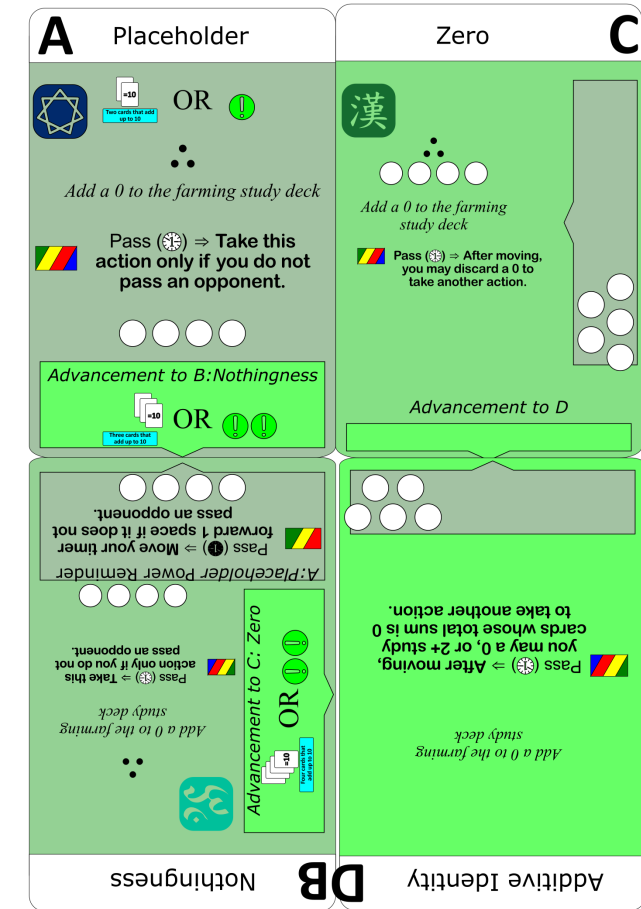 A
Placeholder
=10
Two cards that add
up to 10
OR
!
Add a 0 to the farming study deck
Pass (1) ⇒ Take this
action only if you do not
pass an opponent.
Advancement to B:Nothingness
=10
Three cards that
add up to 10
OR
! !
Zero
C
漢
Add a 0 to the farming
study deck
Pass (1) ⇒ After moving,
you may discard a 0 to
take another action.
Advancement to D
Nothingness
B
Add a 0 to the farming
study deck
Pass (1) ⇒ Take this
action only if you do not
pass an opponent.
A:Placeholder Power Reminder
Pass (1) ⇒ Move your timer
forward 1 space if it does not
pass an opponent.
Advancement to C: Zero
=10
Four cards that
add up to 10
OR
! !
Additive Identity
D
Add a 0 to the farming
study deck
Pass (1) ⇒ After moving,
you may a 0, or 2+ study
cards whose total sum is 0
to take another action.